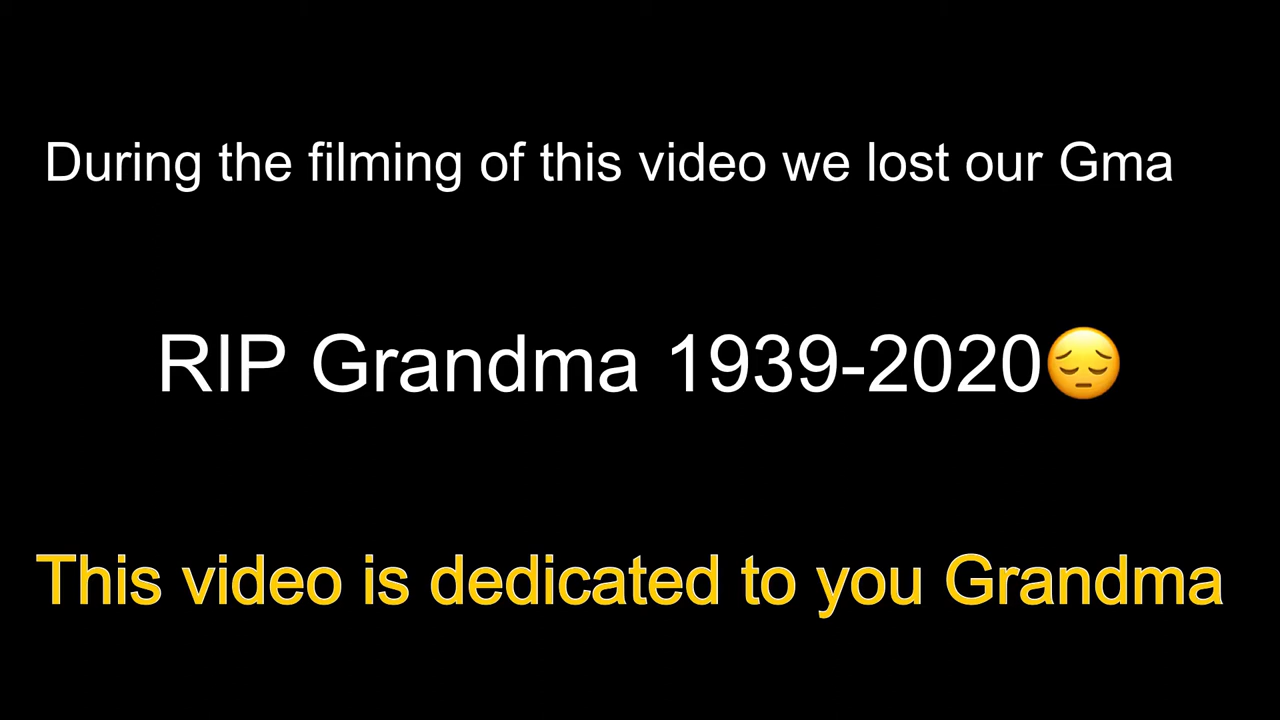 During the filming of this video we lost our Gma
RIP Grandma 1939-2020😔
This video is dedicated to you Grandma